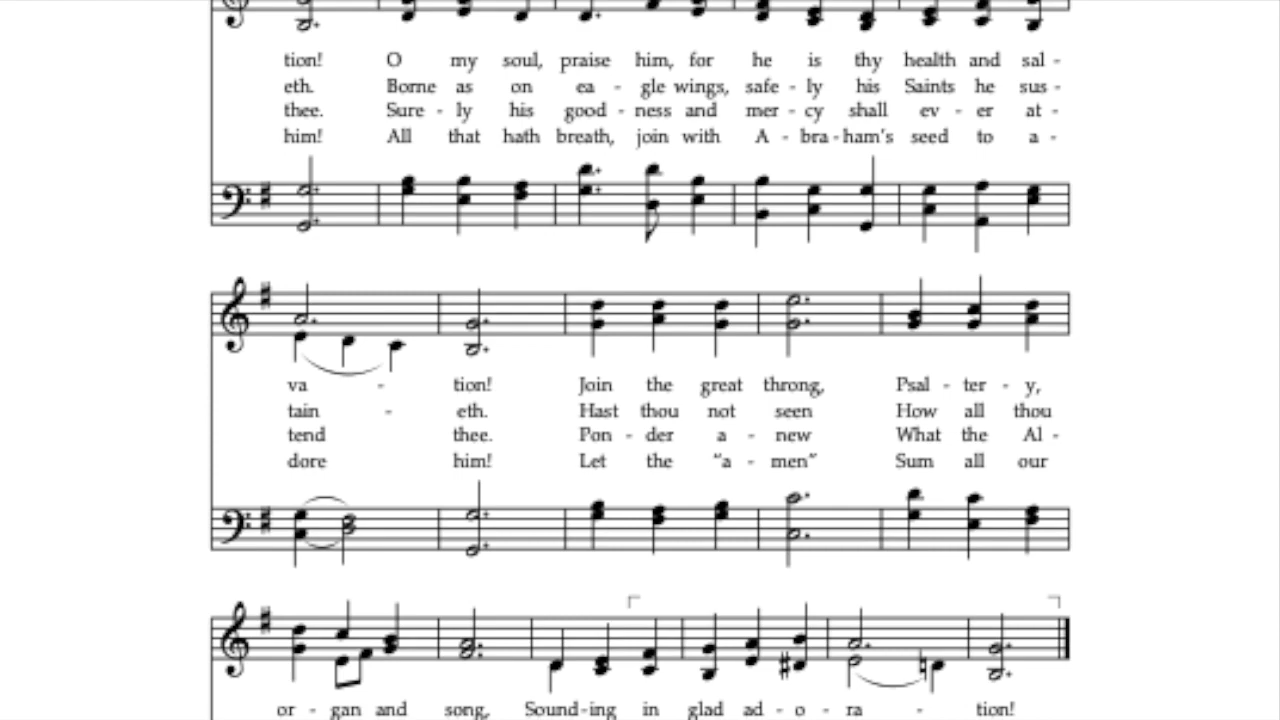 tion! O my soul, praise him, for he is thy health and sal -
eth. Borne as on ea - gle wings, safe - ly his Saints he sus -
thee. Sure - ly his good - ness and mer - cy shall ev - er at -
him! All that hath breath, join with A - bra - ham's seed to a -
va - tion! Join the great throng, Psal - ter - y,
tain - eth. Hast thou not seen How all thou
tend thee. Pon - der a - new What the Al -
dore him! Let the “a - men” Sum all our
or - gan and song, Sound - ing in glad ad - o - ra - tion!